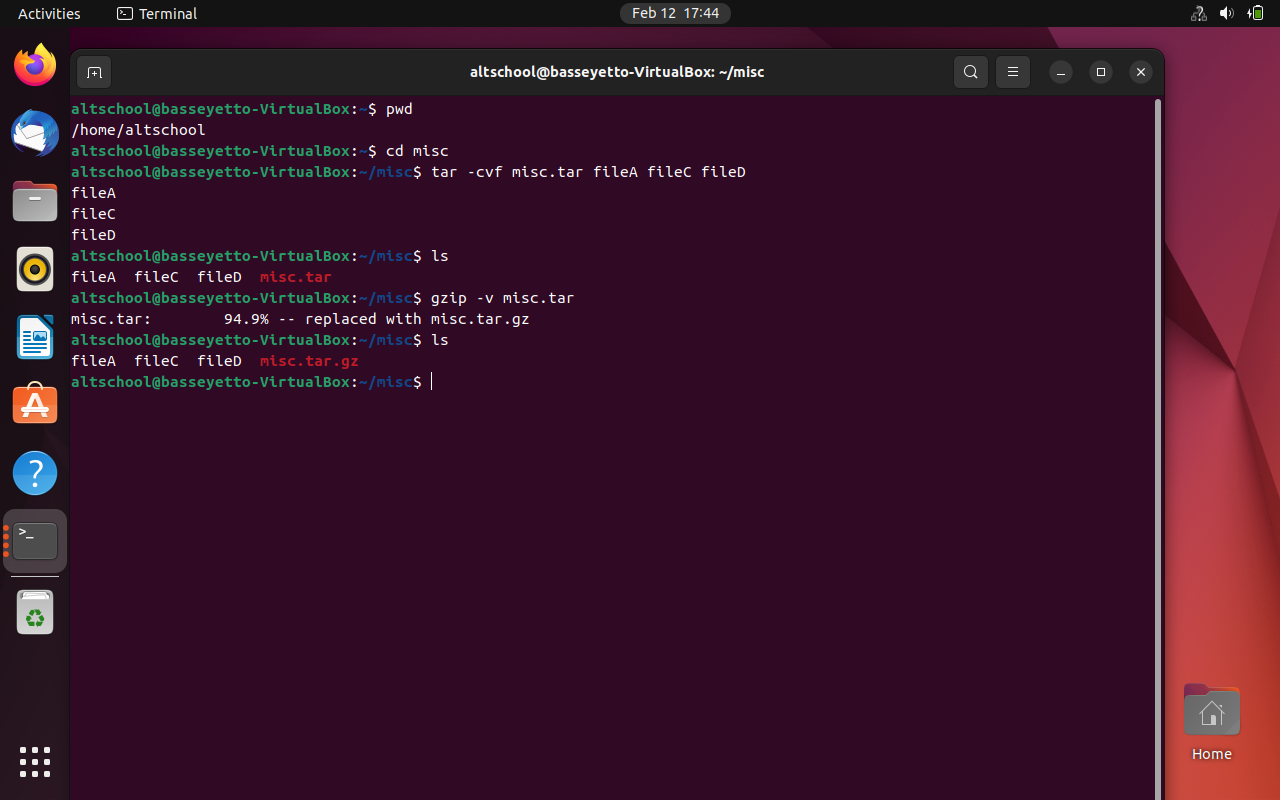 Activities Terminal Feb 12 17:44
altschool@basseyetto-VirtualBox: ~/misc
altschool@basseyetto-VirtualBox:~$ pwd
/home/altschool
altschool@basseyetto-VirtualBox:~$ cd misc
altschool@basseyetto-VirtualBox:~/misc$ tar -cvf misc.tar fileA fileC fileD
fileA
fileC
fileD
altschool@basseyetto-VirtualBox:~/misc$ ls
fileA  fileC  fileD  misc.tar
altschool@basseyetto-VirtualBox:~/misc$ gzip -v misc.tar
misc.tar:        94.9% -- replaced with misc.tar.gz
altschool@basseyetto-VirtualBox:~/misc$ ls
fileA  fileC  fileD  misc.tar.gz
altschool@basseyetto-VirtualBox:~/misc$
Home